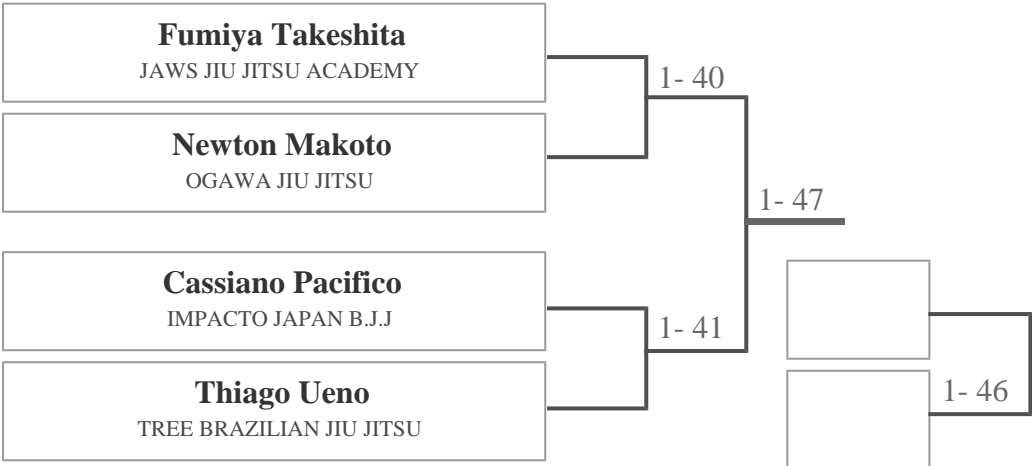 Fumiya Takeshita
JAWS JIU JITSU ACADEMY
1- 40
Newton Makoto
OGAWA JIU JITSU
1- 47
Cassiano Pacifico
IMPACTO JAPAN B.J.J
1- 41
Thiago Ueno
TREE BRAZILIAN JIU JITSU
1- 46